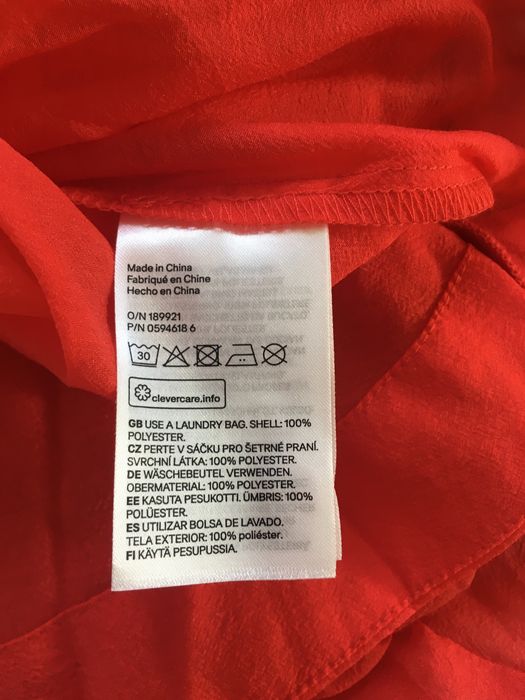 Made in China
Fabriqué en Chine
Hecho en China
O/N 189921
P/N 0594618 6
30
clevercare.info
GB USE A LAUNDRY BAG. SHELL: 100%
POLYESTER.
CZ PERTE V SÁČKU PRO ŠETRNÉ PRANÍ.
SVRCHNÍ LÁTKA: 100% POLYESTER.
DE WÄSCHEBEUTEL VERWENDEN.
OBERMATERIAL: 100% POLYESTER.
EE KASUTA PESUKOTTI. ÜMBRIS: 100%
POLÜESTER.
ES UTILIZAR BOLSA DE LAVADO.
TELA EXTERIOR: 100% poliéster.
FI KÄYTÄ PESUPUSSIA.